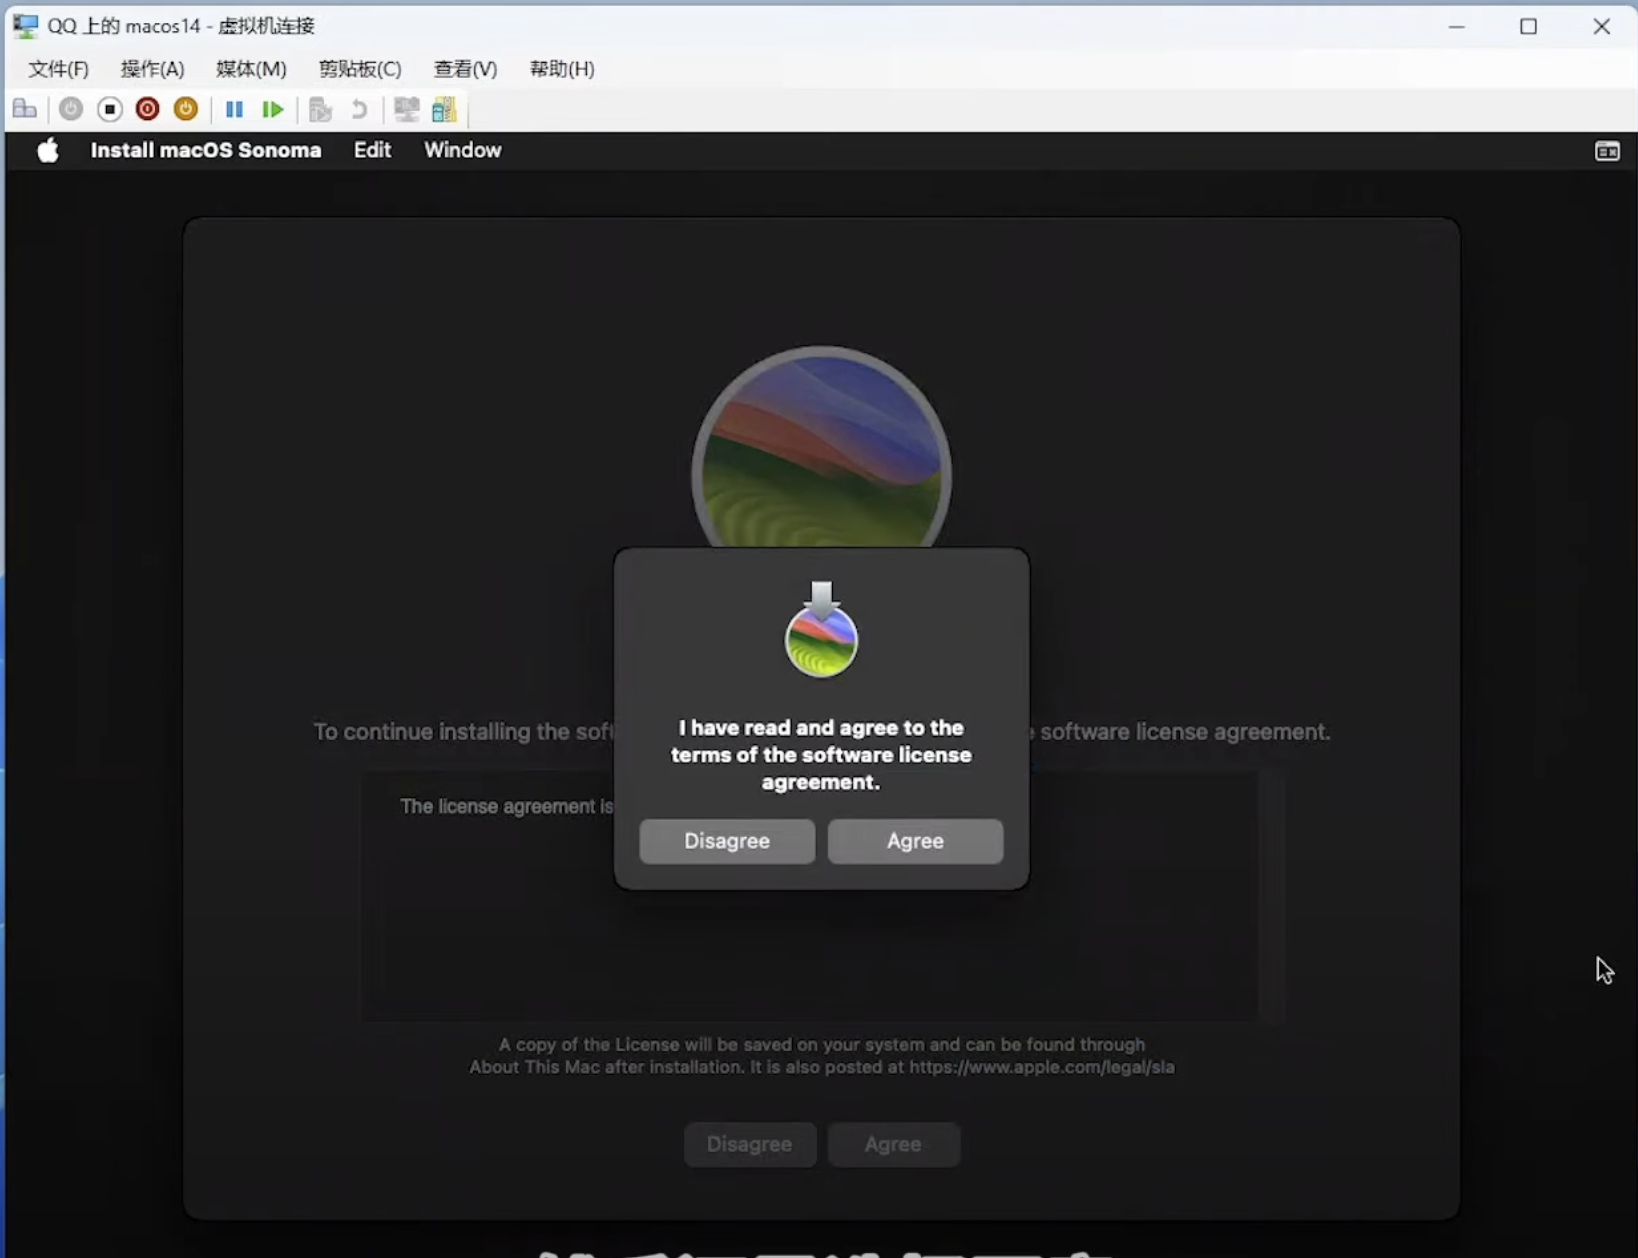 QQ 上的 macos14 - 虚拟机连接
文件(F) 操作(A) 媒体(M) 剪贴板(C) 查看(V) 帮助(H)
Install macOS Sonoma Edit Window
I have read and agree to the
terms of the software license
agreement.
Disagree Agree
To continue installing the software license agreement.
The license agreement is
A copy of the License will be saved on your system and can be found through
About This Mac after installation. It is also posted at https://www.apple.com/legal/sla
Disagree Agree